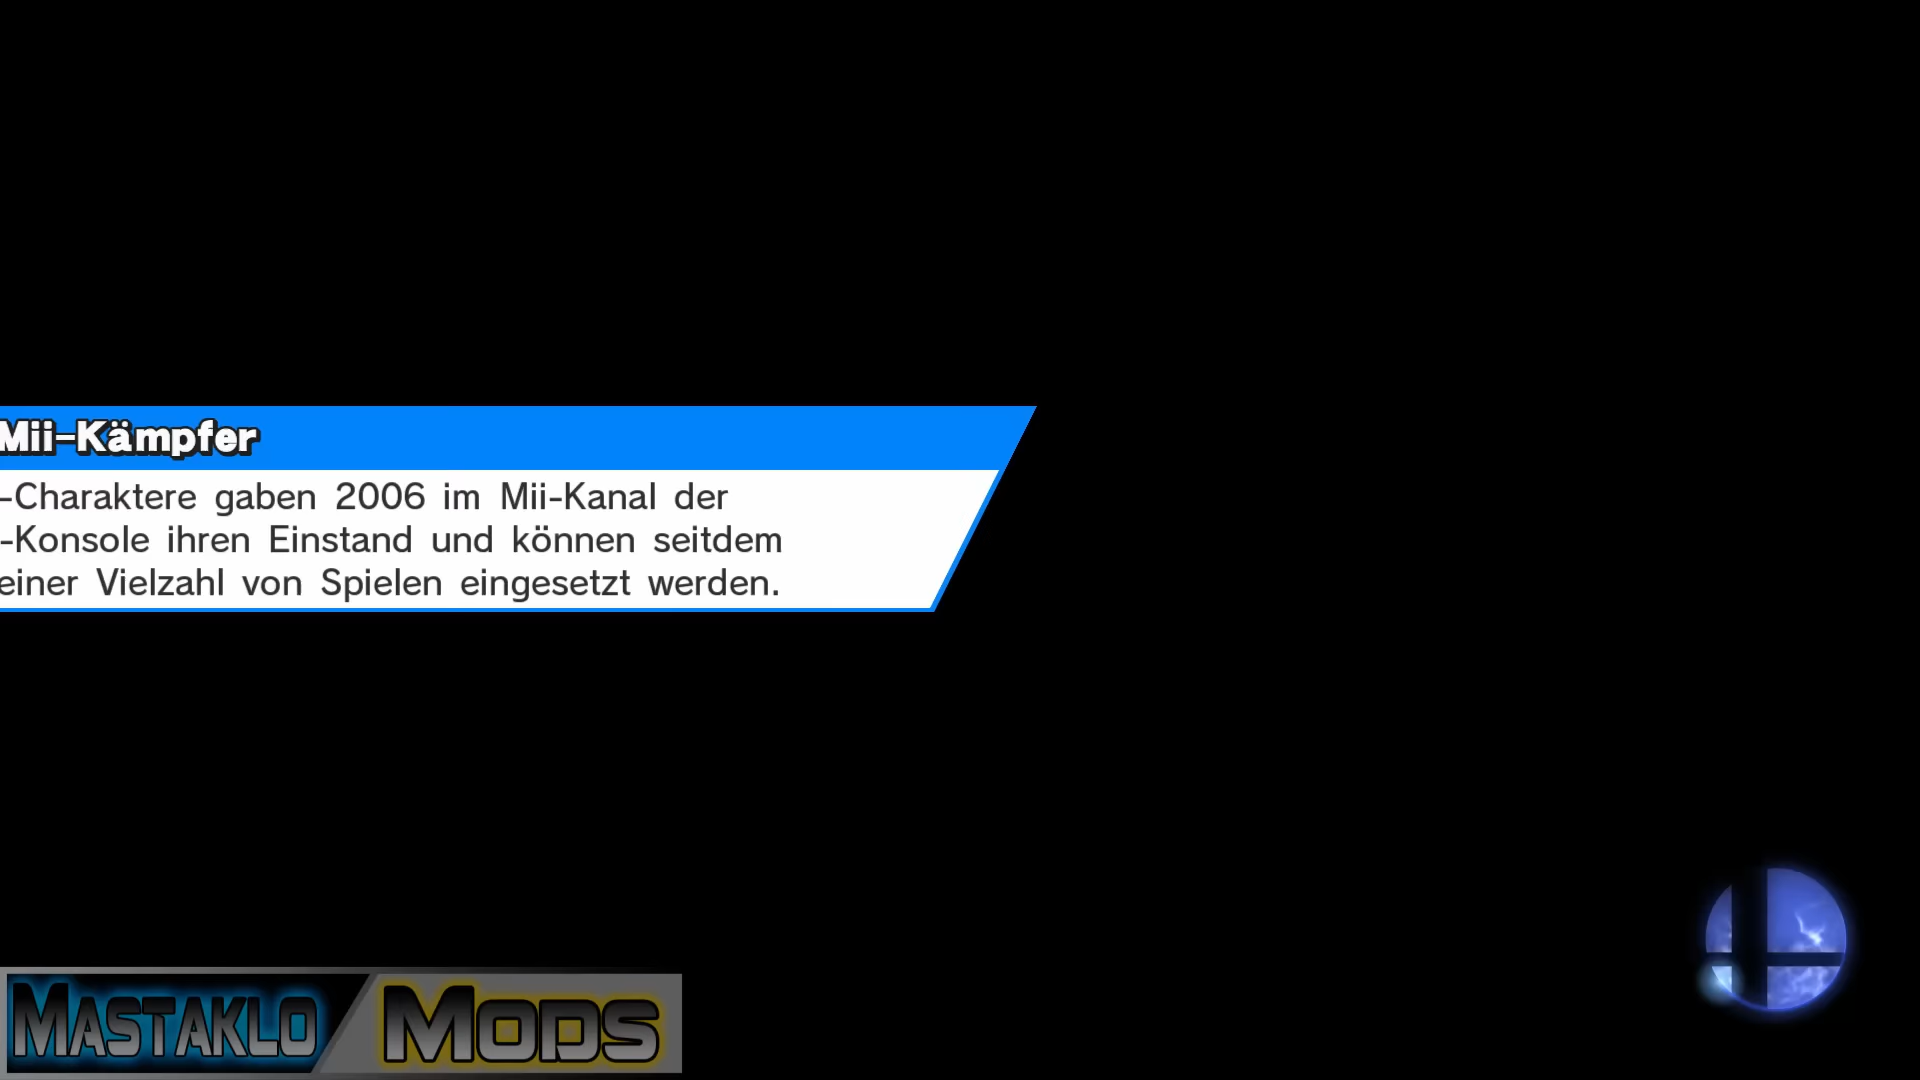 Mii-Kämpfer
-Charaktere gaben 2006 im Mii-Kanal der
-Konsole ihren Einstand und können seitdem
einer Vielzahl von Spielen eingesetzt werden.
MASTAKLO MODS